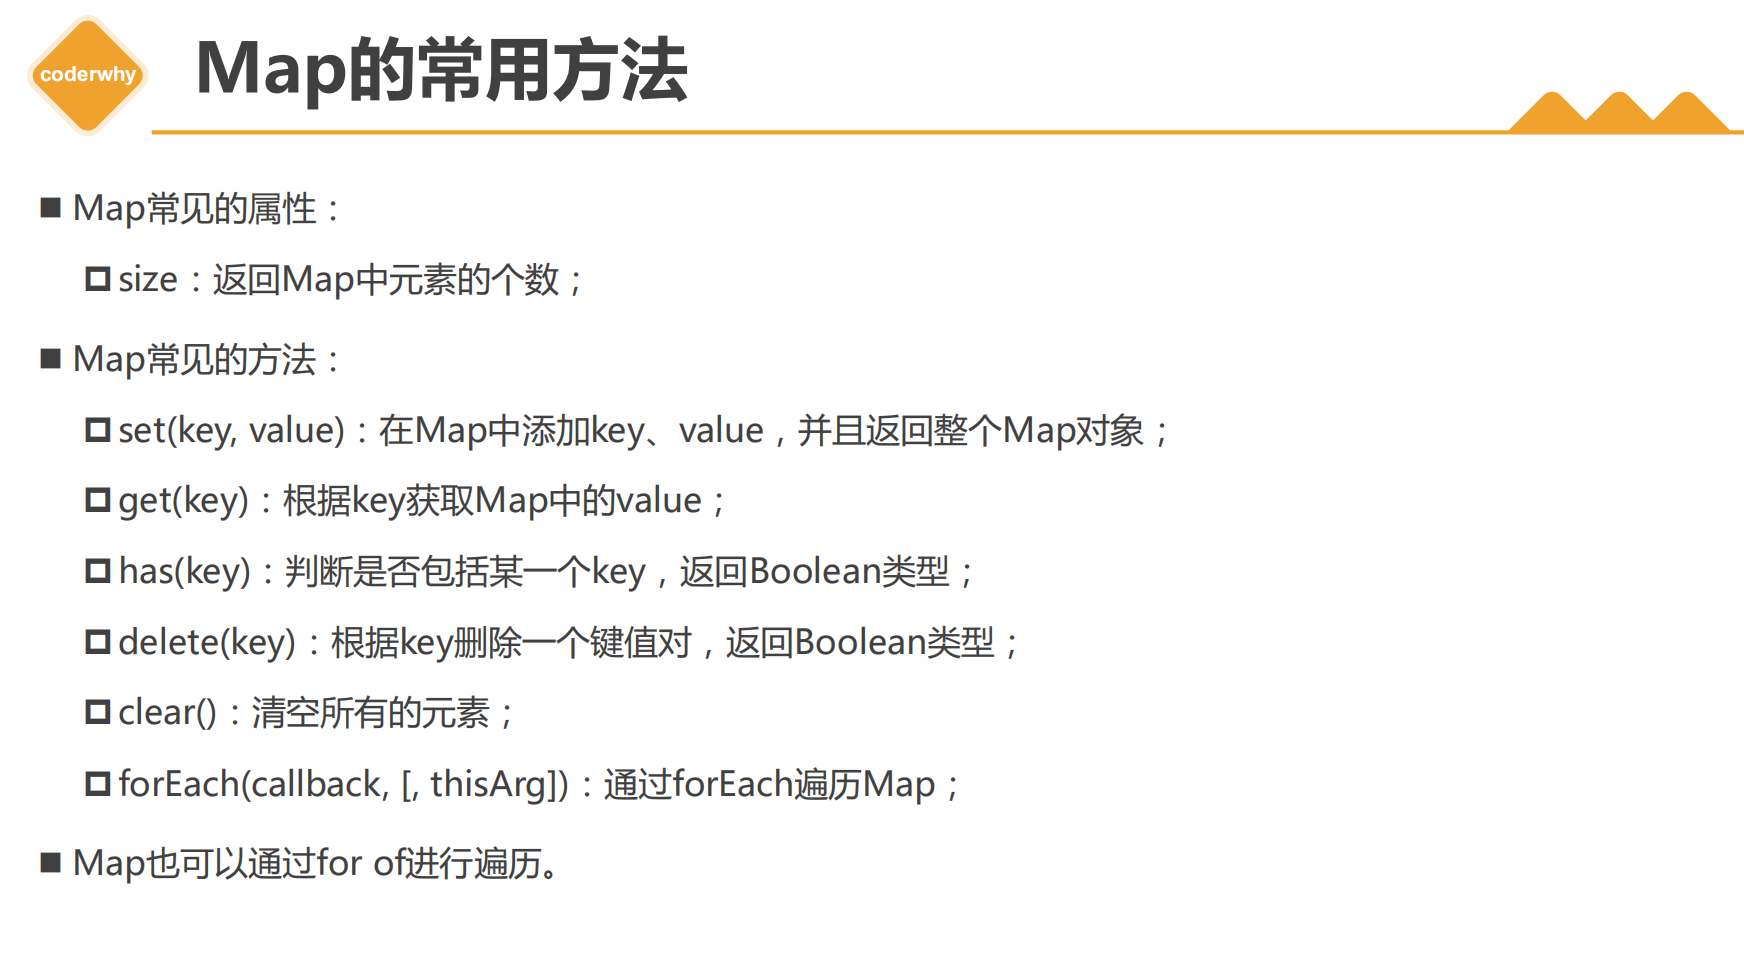 coderwhy
Map的常用方法
Map常见的属性：
size：返回Map中元素的个数；
Map常见的方法：
set(key, value)：在Map中添加key、value，并且返回整个Map对象；
get(key)：根据key获取Map中的value；
has(key)：判断是否包括某一个key，返回Boolean类型；
delete(key)：根据key删除一个键值对，返回Boolean类型；
clear()：清空所有的元素；
forEach(callback, [, thisArg])：通过forEach遍历Map；
Map也可以通过for of进行遍历。